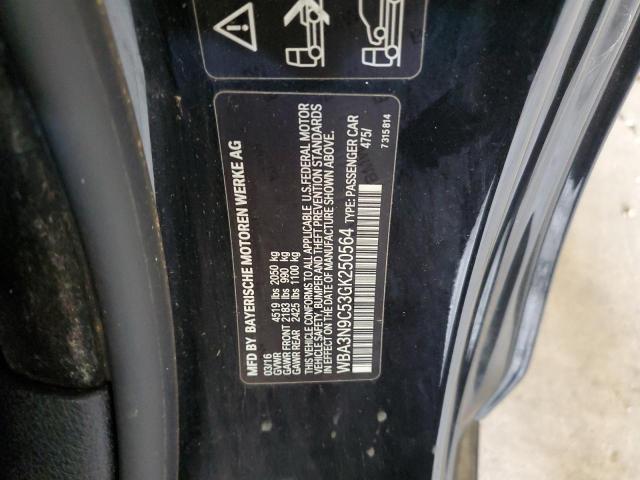 MFD BY BAYERISCHE MOTOREN WERKE AG
03/16
GVWR 4519 lbs 2050 kg
GAWR FRONT 2183 lbs 990 kg
GAWR REAR 2425 lbs 1100 kg
THIS VEHICLE CONFORMS TO ALL APPLICABLE U.S.FEDERAL MOTOR
VEHICLE SAFETY, BUMPER AND THEFT PREVENTION STANDARDS
IN EFFECT ON THE DATE OF MANUFACTURE SHOWN ABOVE.
WBA3N9C53GK250564 TYPE: PASSENGER CAR
475/
7 315 814